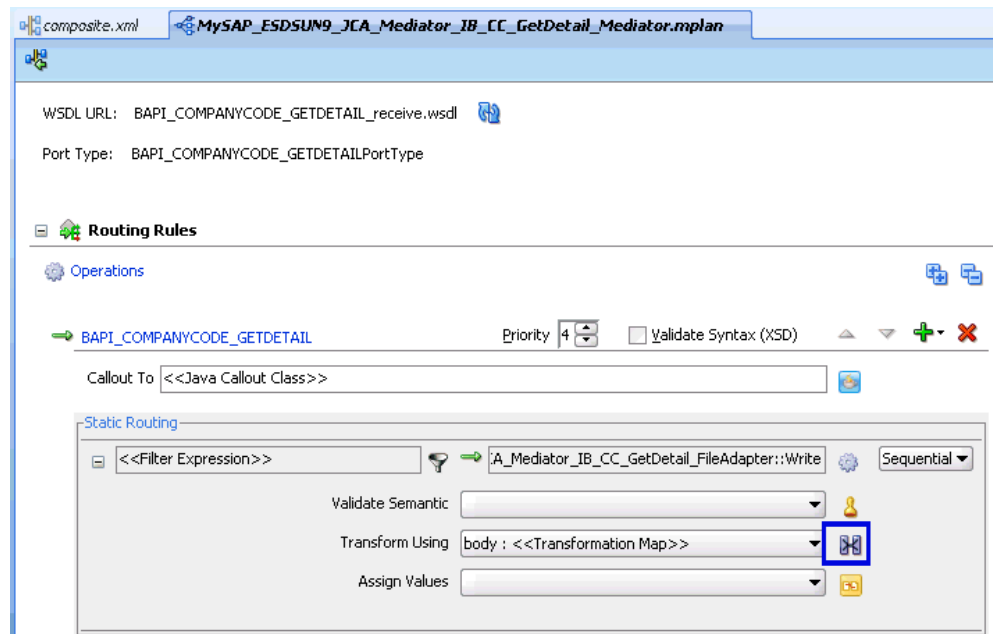 composite.xml MySAP_ESDSUN9_JCA_Mediator_IB_CC_GetDetail_Mediator.mplan
WSDL URL: BAPI_COMPANYCODE_GETDETAIL_receive.wsdl
Port Type: BAPI_COMPANYCODE_GETDETAILPortType
Routing Rules
Operations
BAPI_COMPANYCODE_GETDETAIL Priority 4 Validate Syntax (XSD)
Callout To <<Java Callout Class>>
Static Routing
<<Filter Expression>> :A_Mediator_IB_CC_GetDetail_FileAdapter::Write Sequential
Validate Semantic
Transform Using body : <<Transformation Map>>
Assign Values